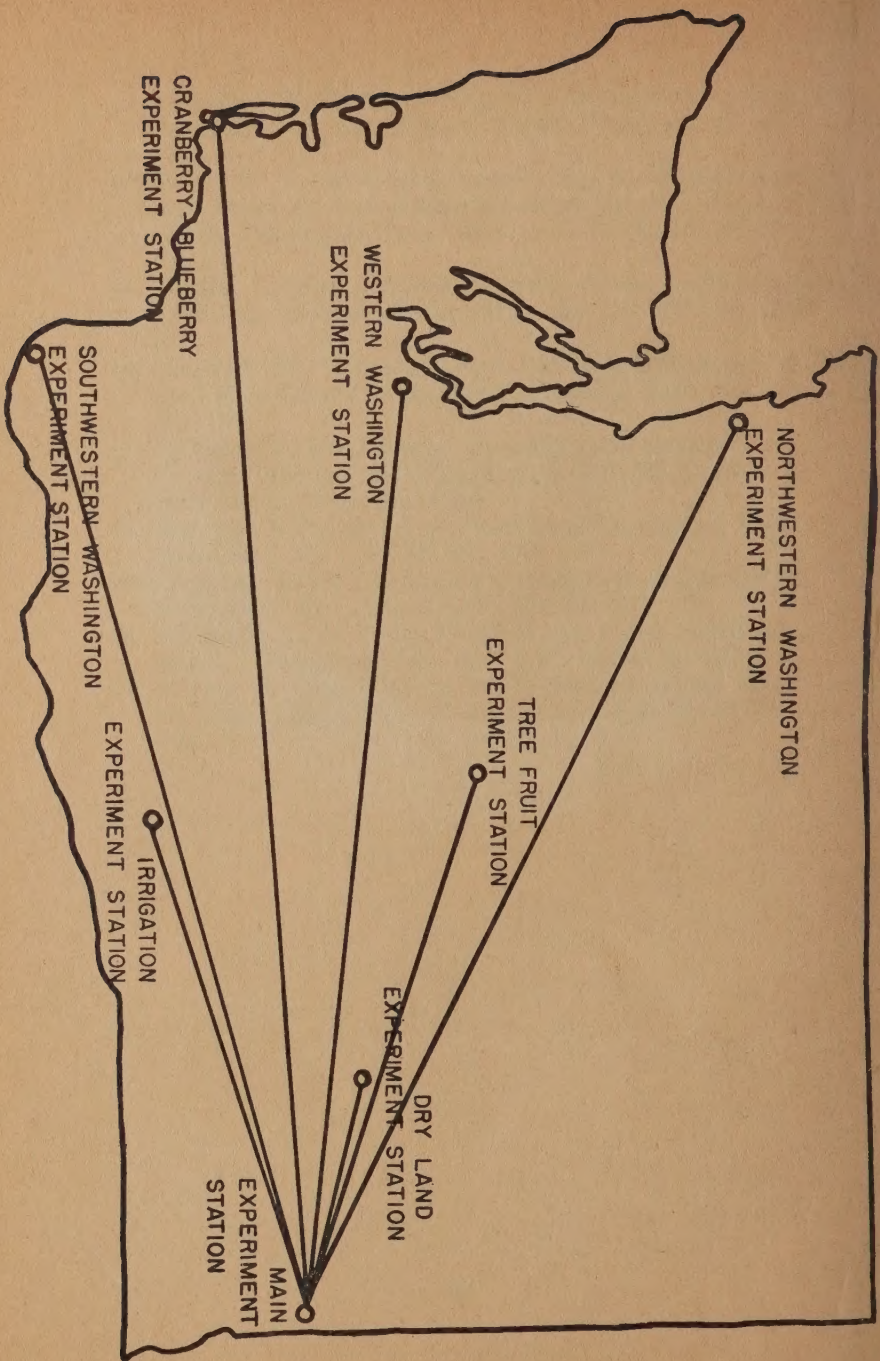 NORTHWESTERN WASHINGTON
EXPERIMENT STATION
TREE FRUIT
EXPERIMENT STATION
DRY LAND
EXPERIMENT STATION
WESTERN WASHINGTON
EXPERIMENT STATION
MAIN
EXPERIMENT
STATION
CRANBERRY-BLUEBERRY
EXPERIMENT STATION
IRRIGATION
EXPERIMENT STATION
SOUTHWESTERN WASHINGTON
EXPERIMENT STATION